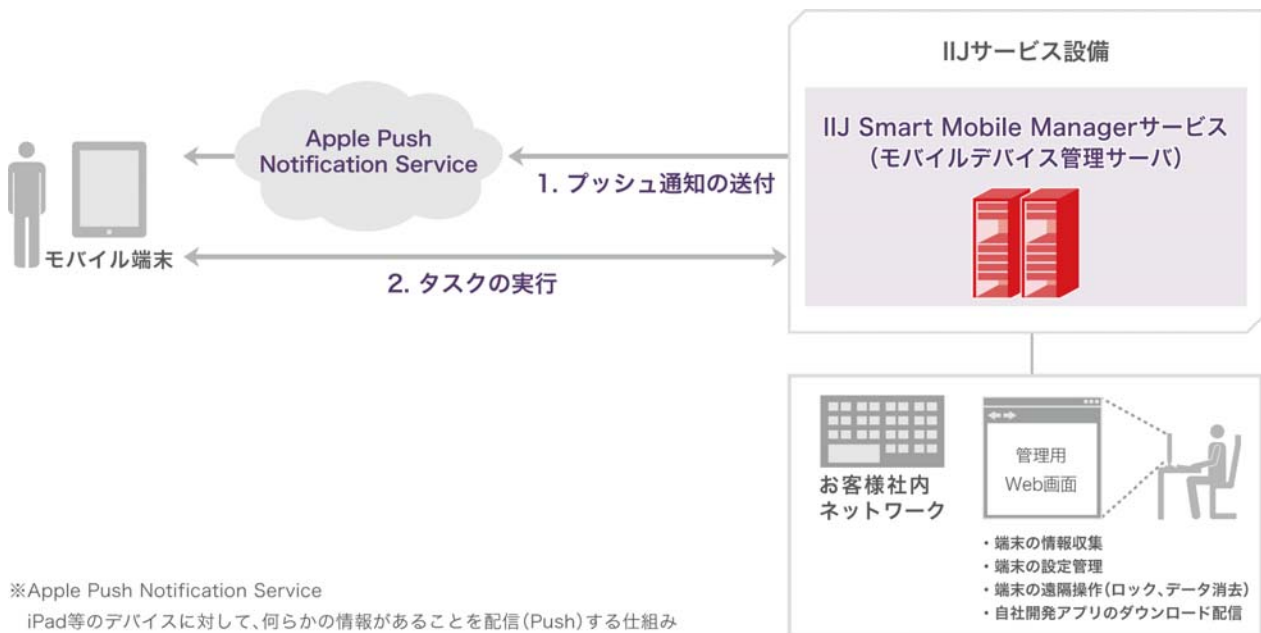 IIJサービス設備
IIJ Smart Mobile Managerサービス
(モバイルデバイス管理サーバ)
Apple Push
Notification Service
1. プッシュ通知の送付
モバイル端末
2. タスクの実行
お客様社内
ネットワーク
管理用
Web画面
・端末の情報収集
・端末の設定管理
・端末の遠隔操作(ロック、データ消去)
・自社開発アプリのダウンロード配信
※Apple Push Notification Service
iPad等のデバイスに対して、何らかの情報があることを配信(Push)する仕組み